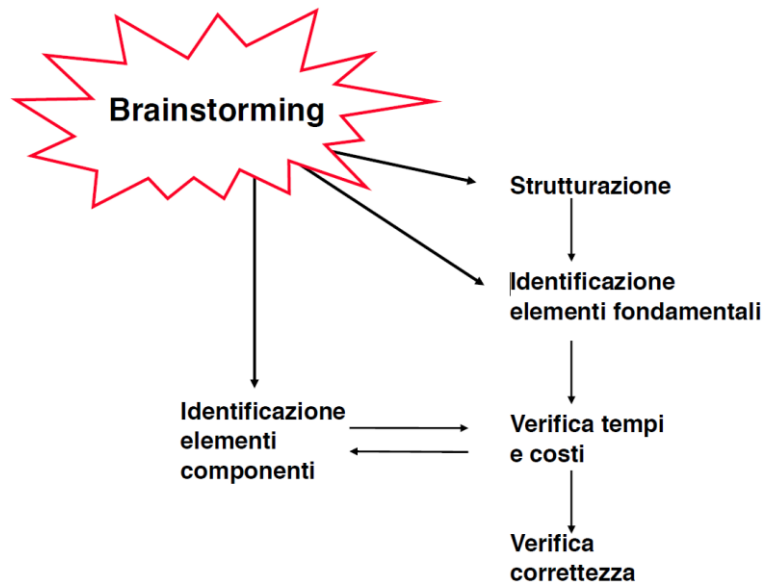 Brainstorming
Strutturazione
Identificazione
elementi fondamentali
Identificazione
elementi
componenti
Verifica tempi
e costi
Verifica
correttezza